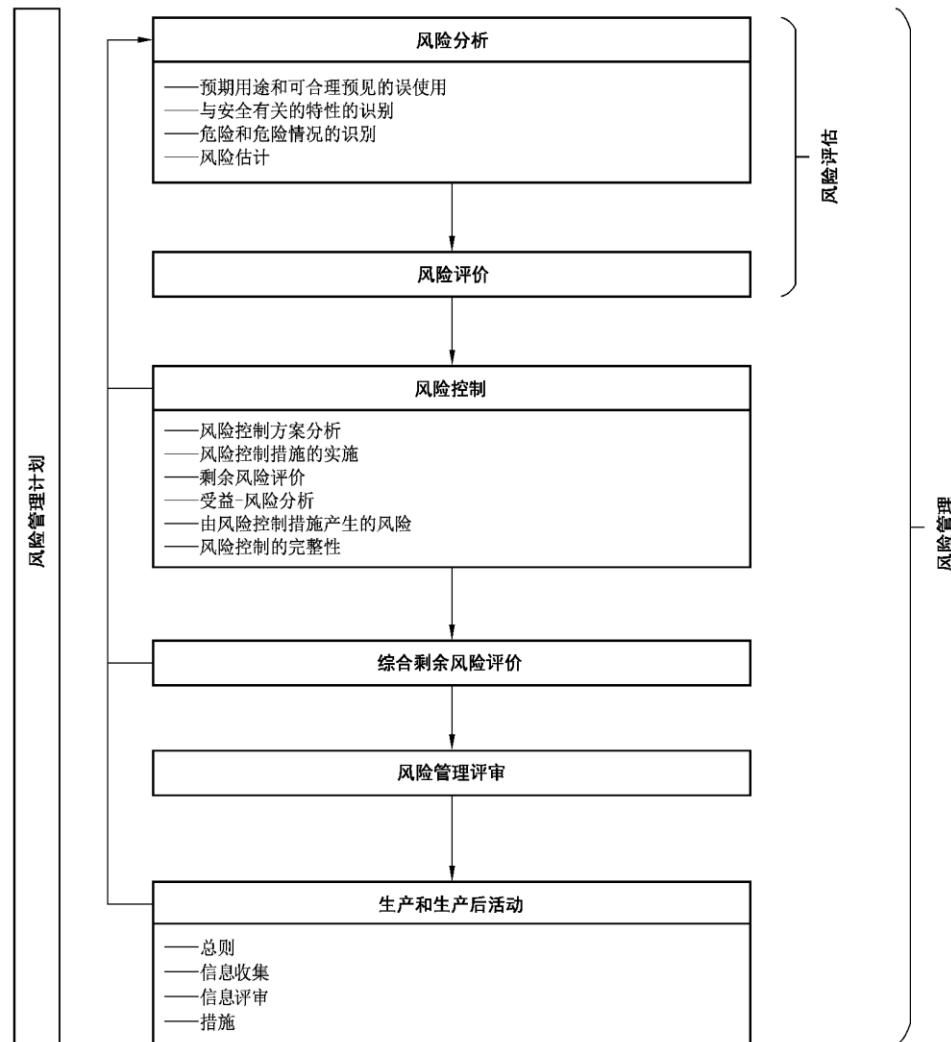 风险管理计划
风险分析
——预期用途和可合理预见的误使用
——与安全有关的特性的识别
——危险和危险情况的识别
——风险估计
风险评估
风险评价
风险控制
——风险控制方案分析
——风险控制措施的实施
——剩余风险评价
——受益-风险分析
——由风险控制措施产生的风险
——风险控制的完整性
风险管理
综合剩余风险评价
风险管理评审
生产和生产后活动
——总则
——信息收集
——信息评审
——措施